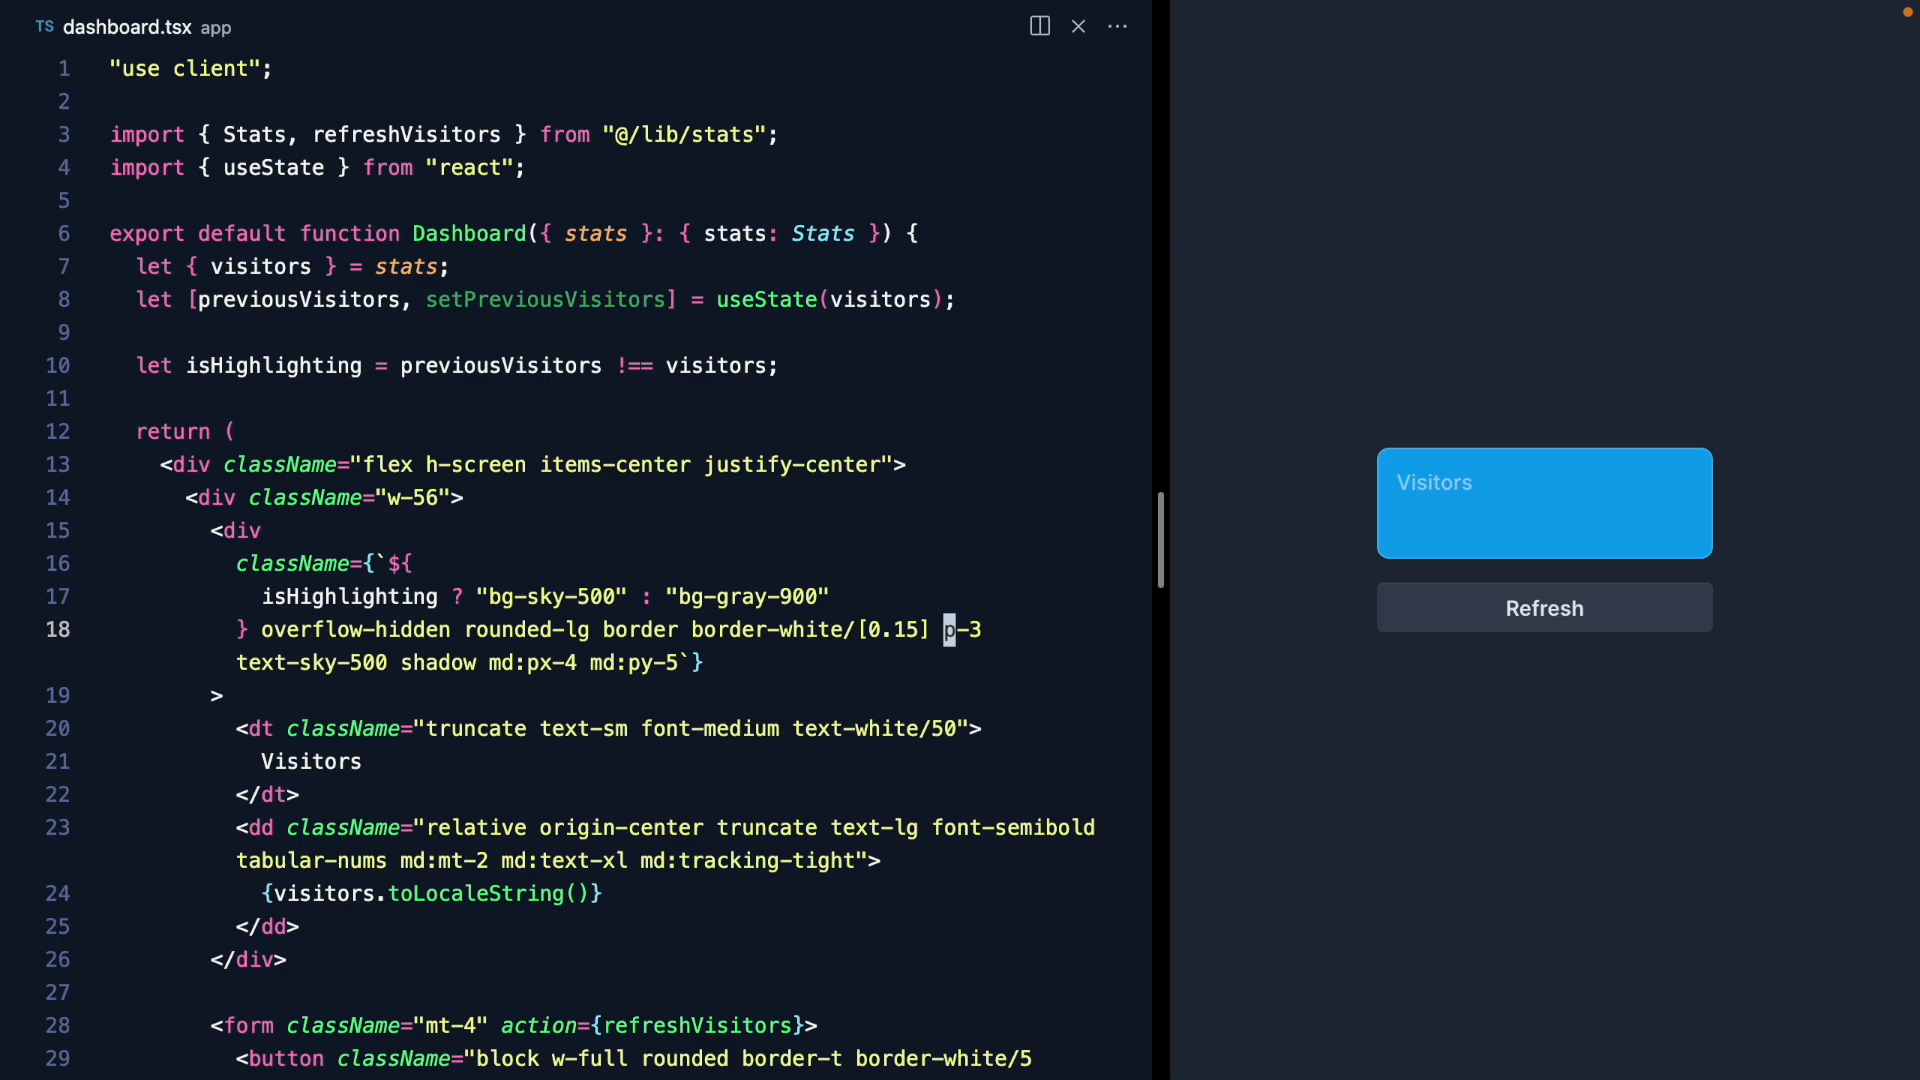 TS dashboard.tsx app
1 "use client";
2
3 import { Stats, refreshVisitors } from "@/lib/stats";
4 import { useState } from "react";
5
6 export default function Dashboard({ stats }: { stats: Stats }) {
7 let { visitors } = stats;
8 let [previousVisitors, setPreviousVisitors] = useState(visitors);
9
10 let isHighlighting = previousVisitors !== visitors;
11
12 return (
13 <div className="flex h-screen items-center justify-center">
14 <div className="w-56">
15 <div
16 className={`${
17 isHighlighting ? "bg-sky-500" : "bg-gray-900"
18 } overflow-hidden rounded-lg border border-white/[0.15] p-3
text-sky-500 shadow md:px-4 md:py-5`}
19 >
20 <dt className="truncate text-sm font-medium text-white/50">
21 Visitors
22 </dt>
23 <dd className="relative origin-center truncate text-lg font-semibold
tabular-nums md:mt-2 md:text-xl md:tracking-tight">
24 {visitors.toLocaleString()}
25 </dd>
26 </div>
27
28 <form className="mt-4" action={refreshVisitors}>
29 <button className="block w-full rounded border-t border-white/5
Visitors
Refresh